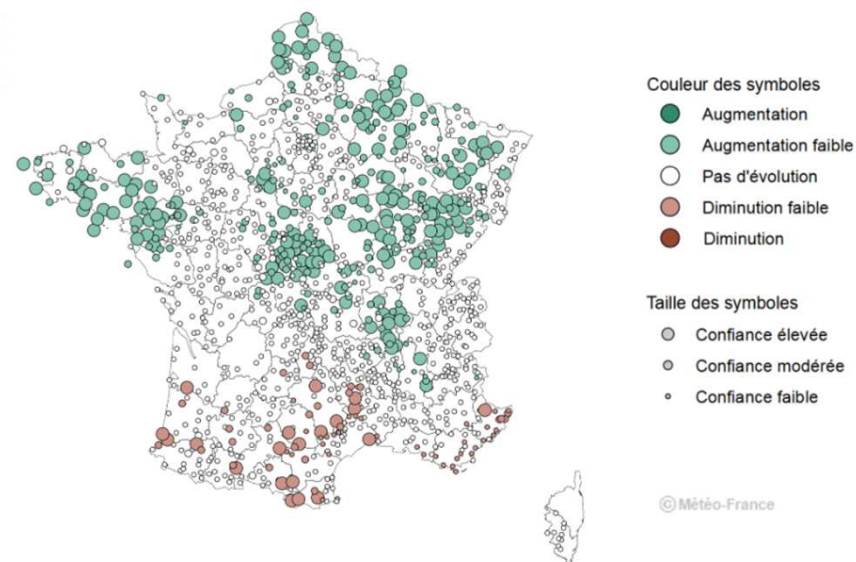 Couleur des symboles
Augmentation
Augmentation faible
Pas d'évolution
Diminution faible
Diminution
Taille des symboles
Confiance élevée
Confiance modérée
Confiance faible
© Météo-France